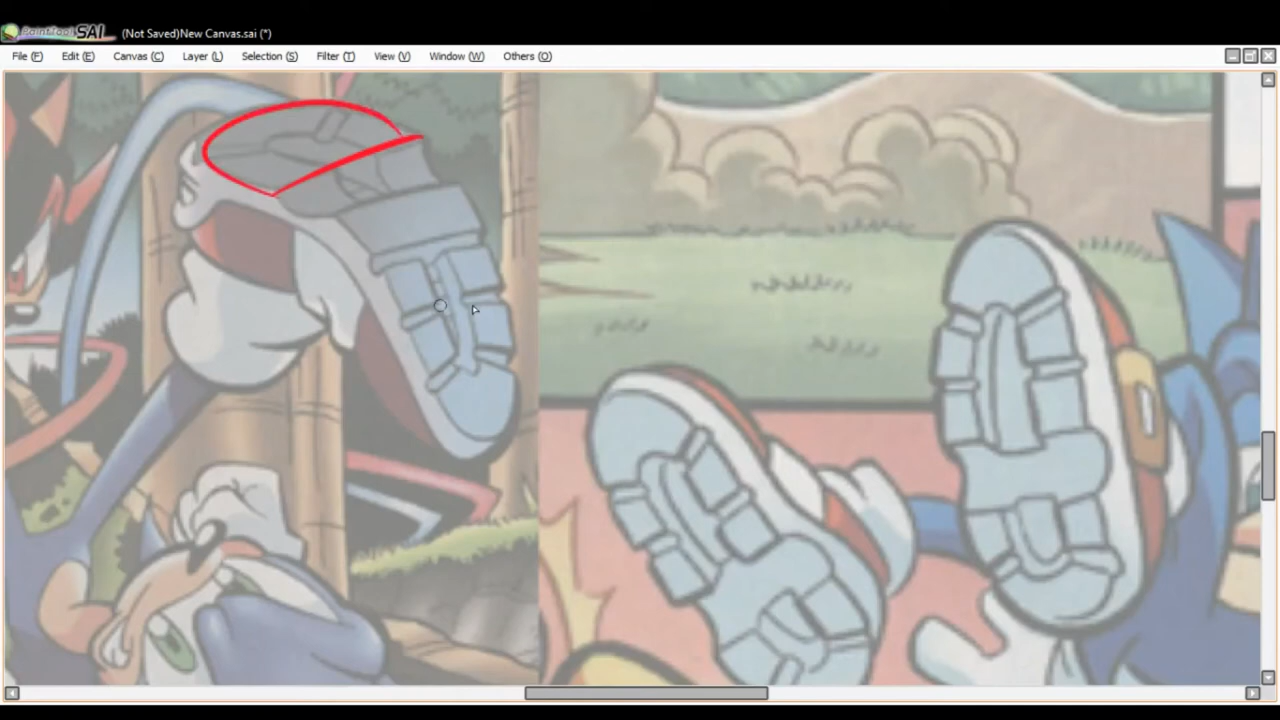 PaintTool SAI (Not Saved)New Canvas.sai (*)
File (F) Edit (E) Canvas (C) Layer (L) Selection (S) Filter (T) View (V) Window (W) Others (O)